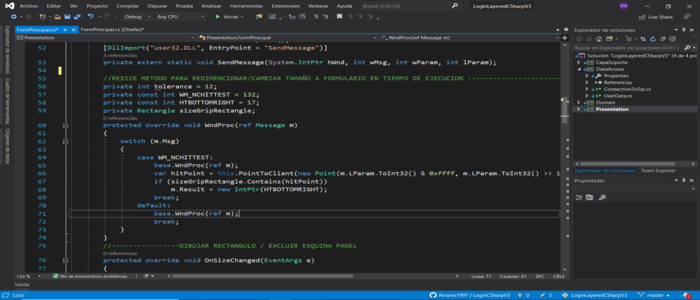 Archivo Editar Ver Git Proyecto Compilar Depurar Prueba Analizar Herramientas Extensiones Ventana Ayuda Buscar LoginLayeredCSharpV3
Debug Any CPU Iniciar Live Share
FormPrincipal.cs* FormPrincipal.cs [Diseño]*
Presentation Presentation.FormPrincipal WndProc(ref Message m)
Explorador de servidores
Cuadro de herramientas
Orígenes de datos
52 [DllImport("user32.DLL", EntryPoint = "SendMessage")]
3 referencias
53 private extern static void SendMessage(System.IntPtr hWnd, int wMsg, int wParam, int lParam);
54
55 //RESIZE METODO PARA REDIMENCIONAR/CAMBIAR TAMAÑO A FORMULARIO EN TIEMPO DE EJECUCION
56 private int tolerance = 12;
57 private const int WM_NCHITTEST = 132;
58 private const int HTBOTTOMRIGHT = 17;
59 private Rectangle sizeGripRectangle;
0 referencias
60 protected override void WndProc(ref Message m)
61 {
62 switch (m.Msg)
63 {
64 case WM_NCHITTEST:
65 base.WndProc(ref m);
66 var hitPoint = this.PointToClient(new Point(m.LParam.ToInt32() & 0xffff, m.LParam.ToInt32() >> 1
67 if (sizeGripRectangle.Contains(hitPoint))
68 m.Result = new IntPtr(HTBOTTOMRIGHT);
69 break;
70 default:
71 base.WndProc(ref m);
72 break;
73 }
74 }
75 //----------------DIBUJAR RECTANGULO / EXCLUIR ESQUINA PANEL
0 referencias
76 protected override void OnSizeChanged(EventArgs e)
77 {
130 % No se encontraron problemas. Línea: 71 Carácter: 64 SPC CRLF
Salida
Explorador de soluciones
Buscar en Explorador de soluciones
Solución "LoginLayeredCSharpV3" (4 de 4 pr
CapaSoporte
DataAccess
Properties
Referencias
ConnectionToSql.cs
UserData.cs
Domain
Presentation
Explorador de soluciones Team Explorer
Propiedades
Listo Alvarez1997 / LoginCSharpV3 0 3 LoginCSharpV3 master